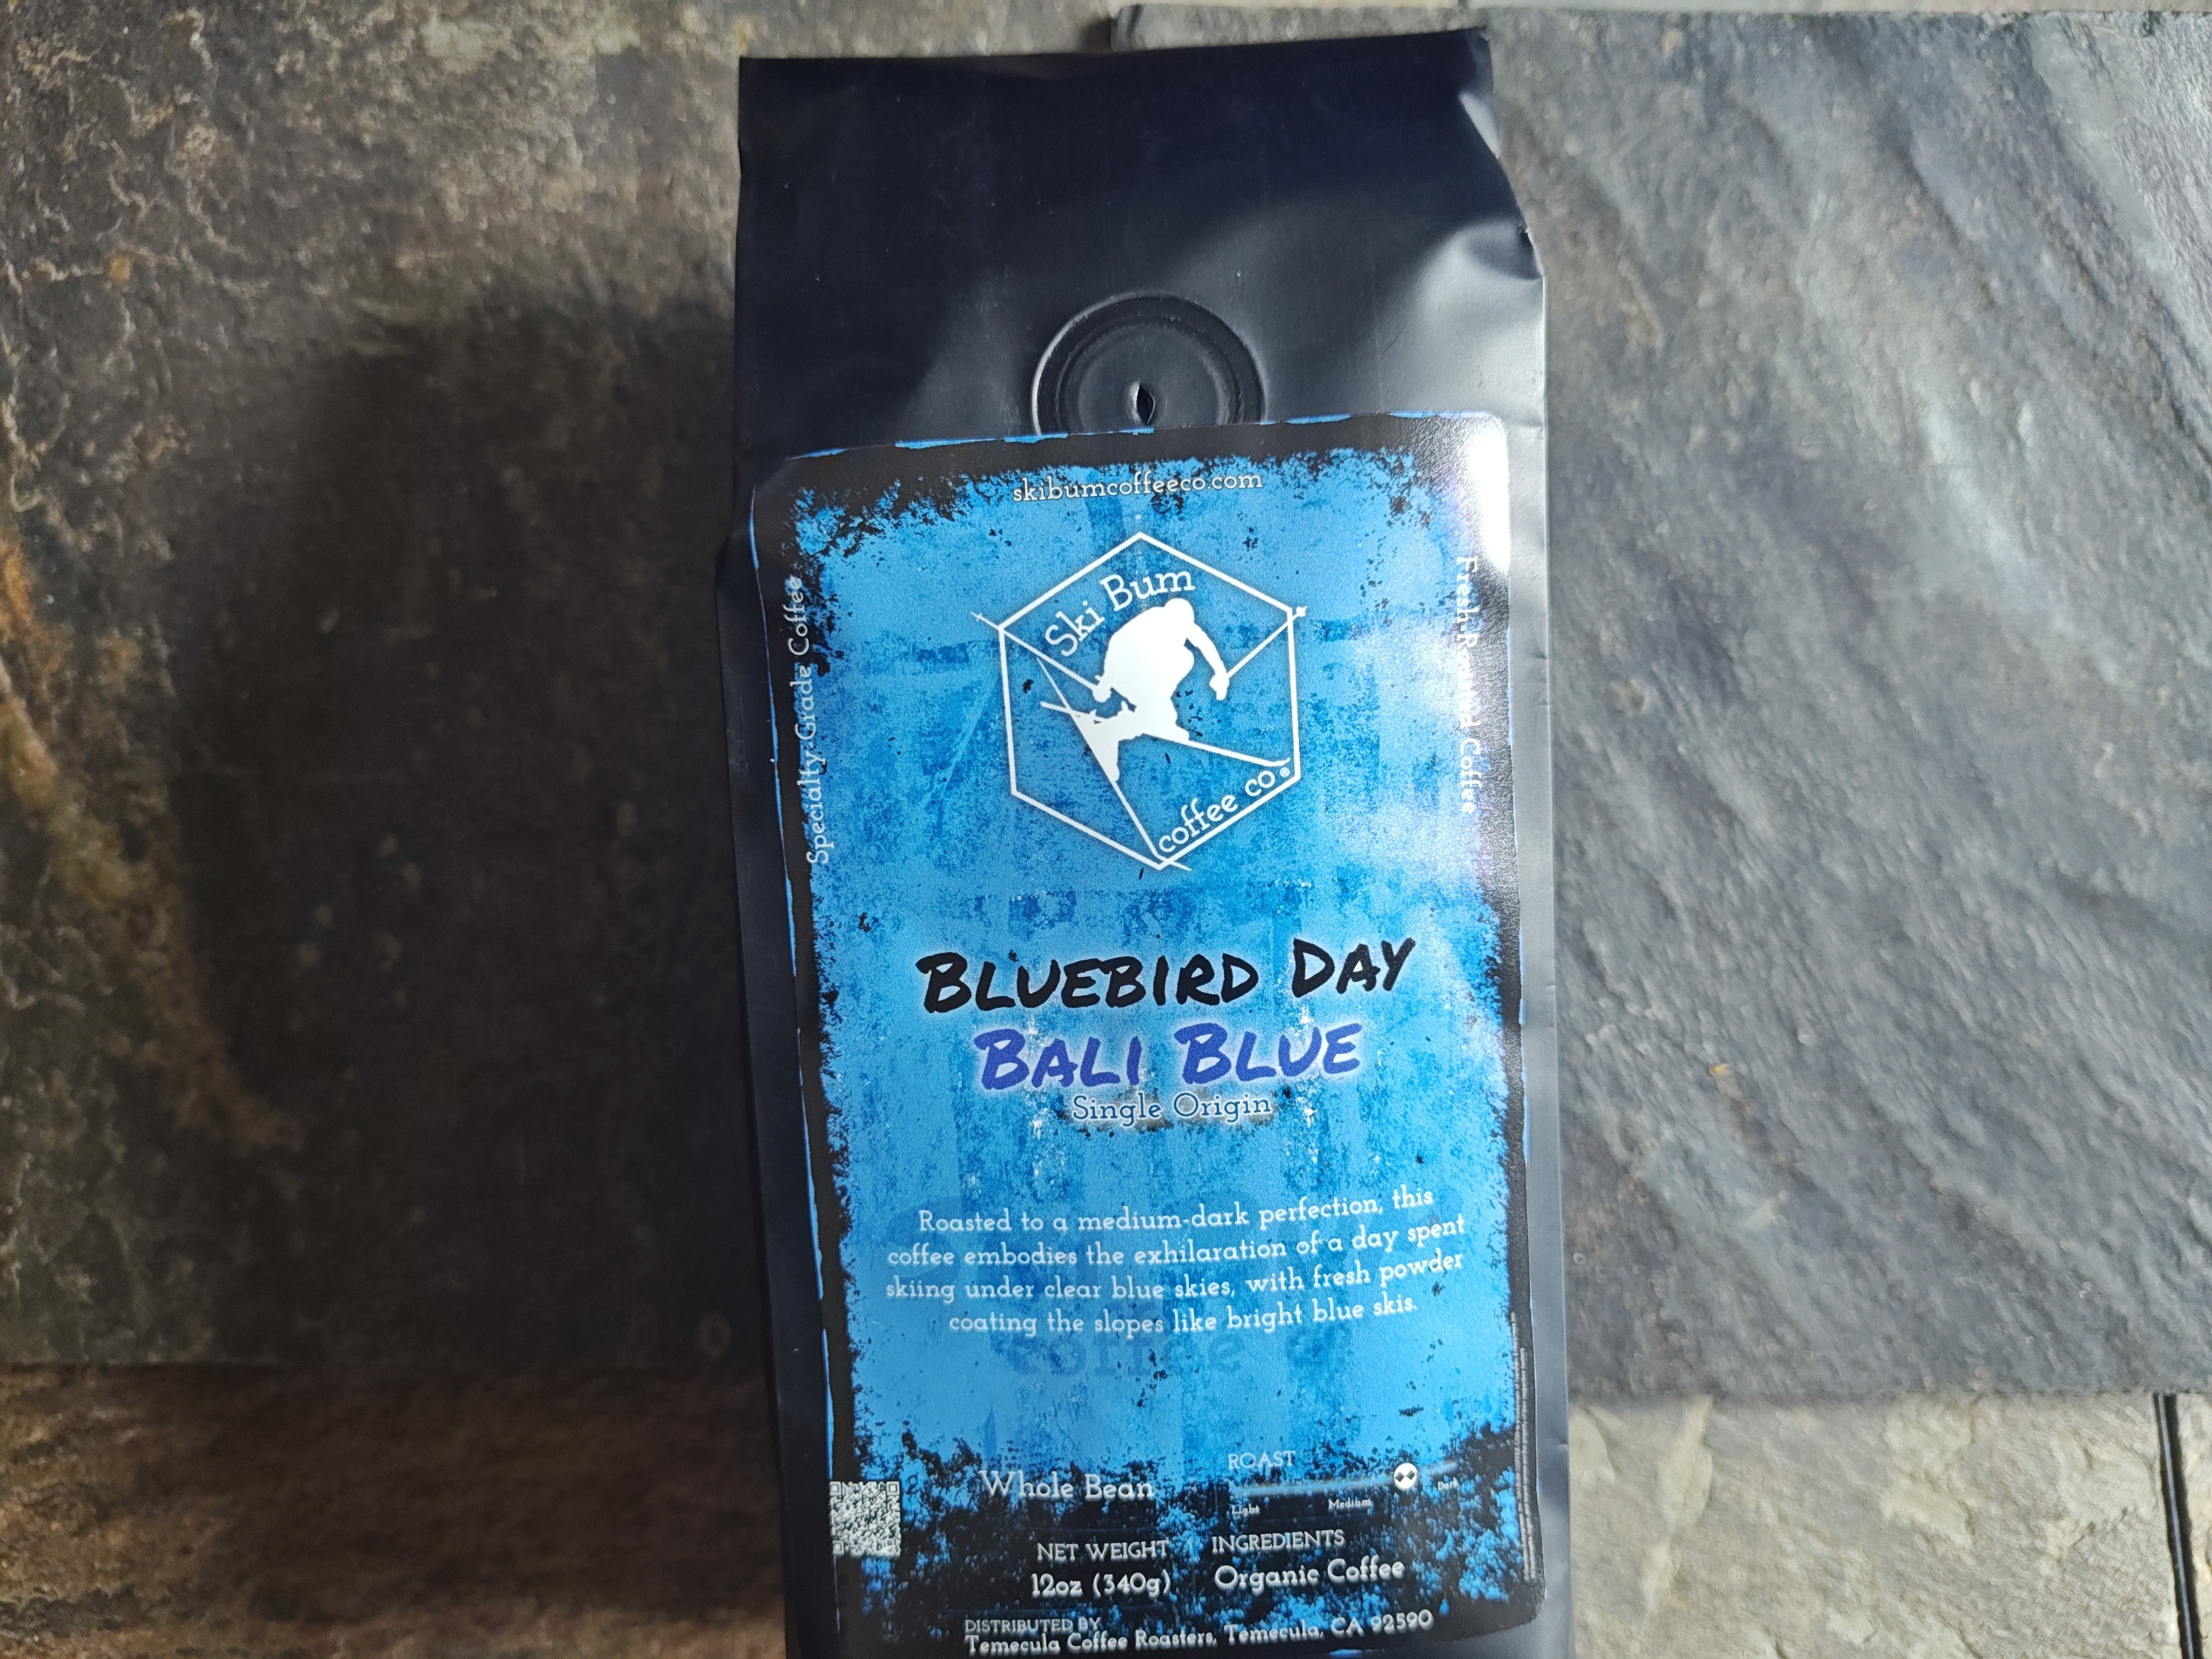 skibumcoffeeco.com
Ski Bum
coffee co.®
Specialty-Grade Coffee
Fresh Roasted Coffee
BLUEBIRD DAY
BALI BLUE
Single Origin
Roasted to a medium-dark perfection, this
coffee embodies the exhilaration of a day spent
skiing under clear blue skies, with fresh powder
coating the slopes like bright blue skis.
coffee
Whole Bean
ROAST
Light Medium Dark
NET WEIGHT
12oz (340g)
INGREDIENTS
Organic Coffee
DISTRIBUTED BY
Temecula Coffee Roasters, Temecula, CA 92590